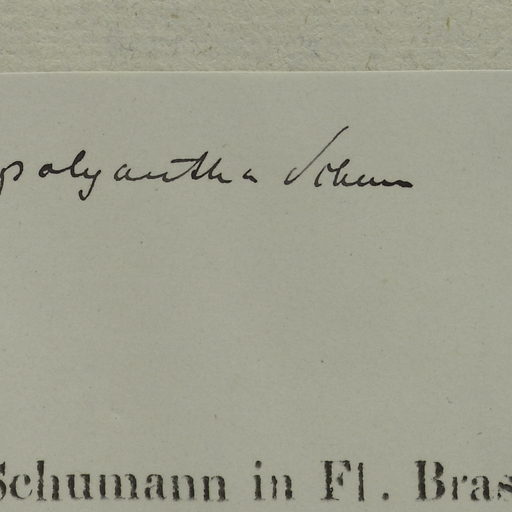 polyantha Schum
Schumann in Fl. Bras